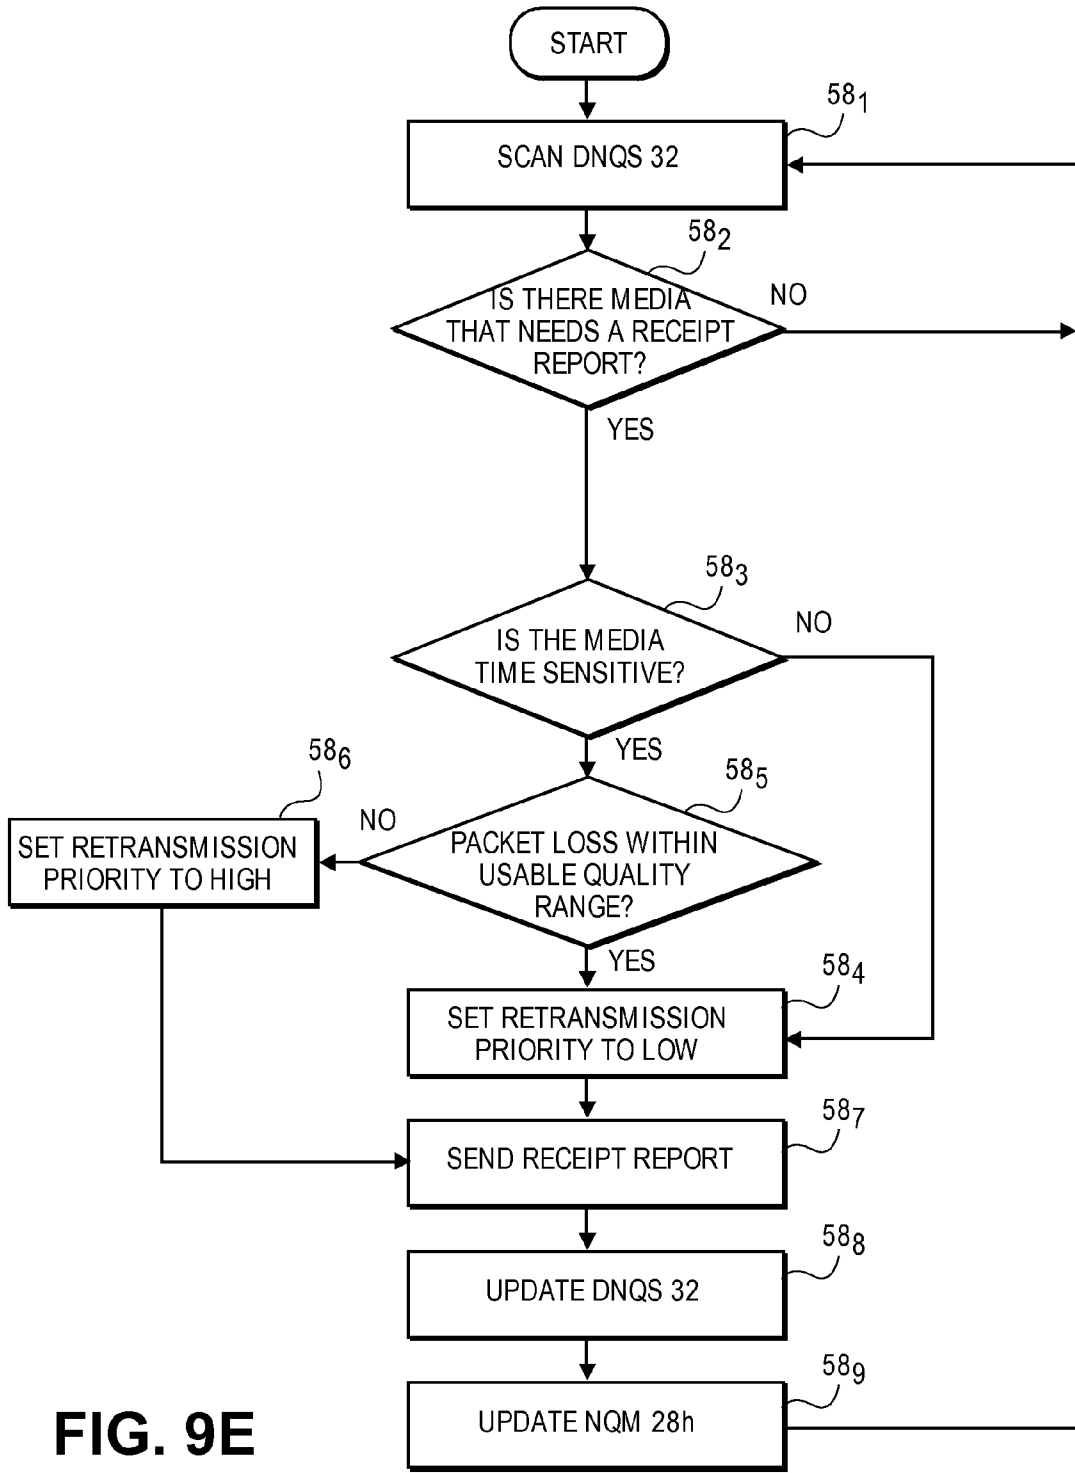 START
58₁
SCAN DNQS 32
58₂
IS THERE MEDIA
THAT NEEDS A RECEIPT
REPORT?
NO
YES
58₃
IS THE MEDIA
TIME SENSITIVE?
NO
YES
58₅
PACKET LOSS WITHIN
USABLE QUALITY
RANGE?
NO
58₆
SET RETRANSMISSION
PRIORITY TO HIGH
YES
58₄
SET RETRANSMISSION
PRIORITY TO LOW
58₇
SEND RECEIPT REPORT
58₈
UPDATE DNQS 32
58₉
UPDATE NQM 28h
FIG. 9E